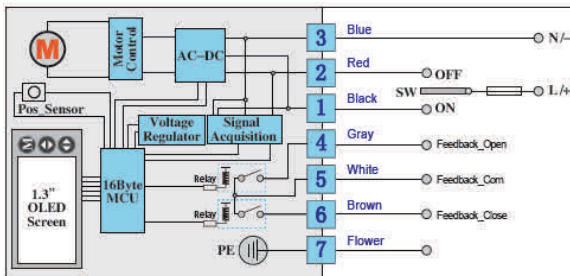 M
Motor
Control
AC-DC
Pos_Sensor
Voltage
Regulator
Signal
Acquisition
1.3"
OLED
Screen
16Byte
MCU
Relay
Relay
PE
3 Blue N/-
2 Red OFF
SW L/+
1 Black ON
4 Gray Feedback_Open
5 White Feedback_Com
6 Brown Feedback_Close
7 Flower